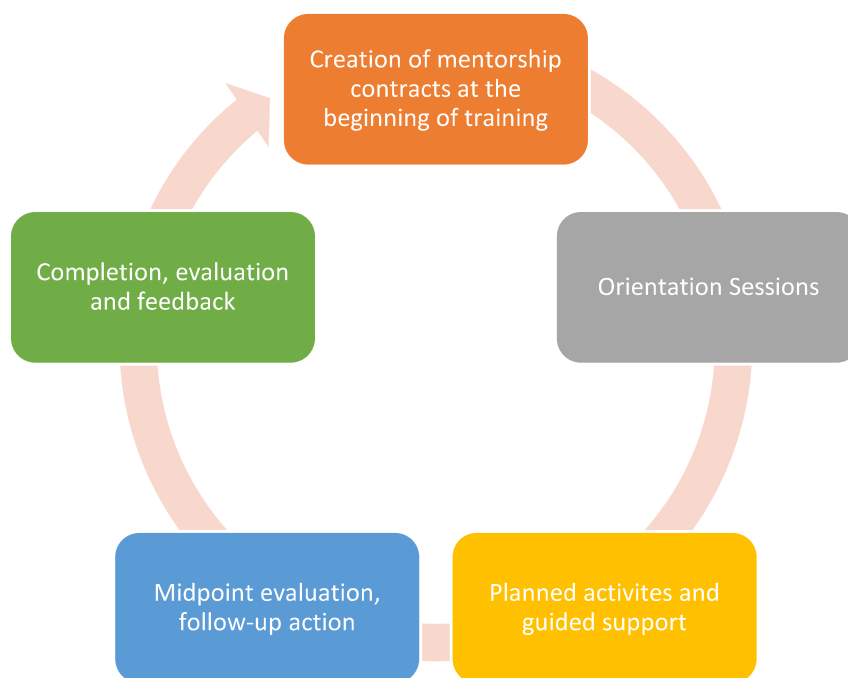 Creation of mentorship
contracts at the
beginning of training
Orientation Sessions
Planned activites and
guided support
Midpoint evaluation,
follow-up action
Completion, evaluation
and feedback